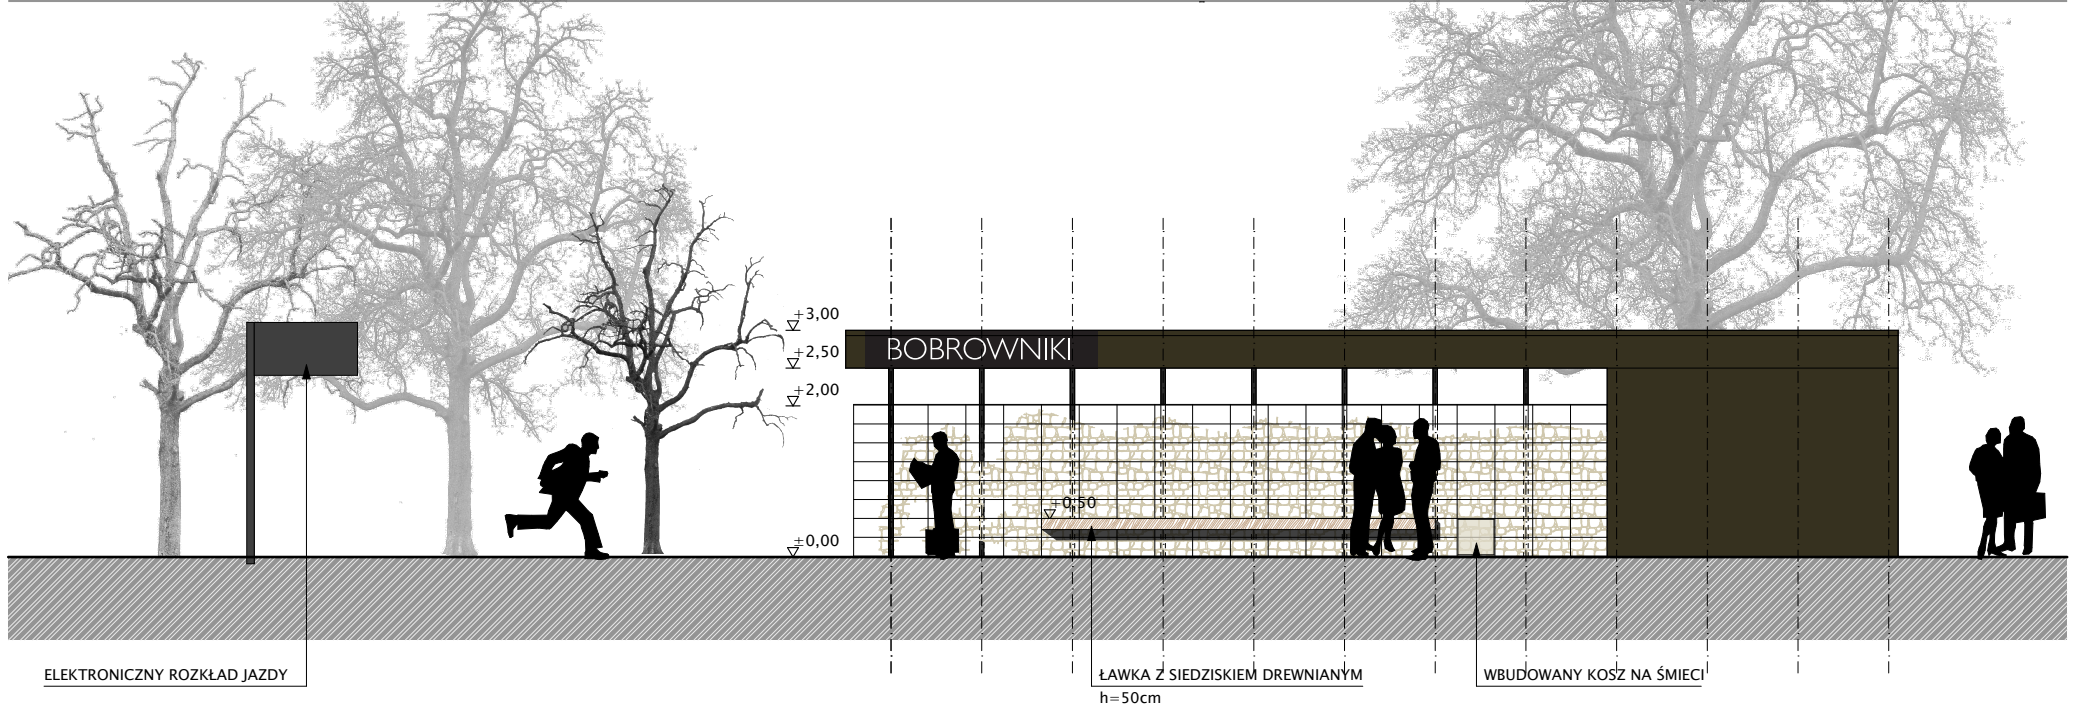 +3,00
BOBROWNIKI
+2,50
+2,00
+0,50
±0,00
ELEKTRONICZNY ROZKŁAD JAZDY
ŁAWKA Z SIEDZISKIEM DREWNIANYM
h=50cm
WBUDOWANY KOSZ NA ŚMIECI